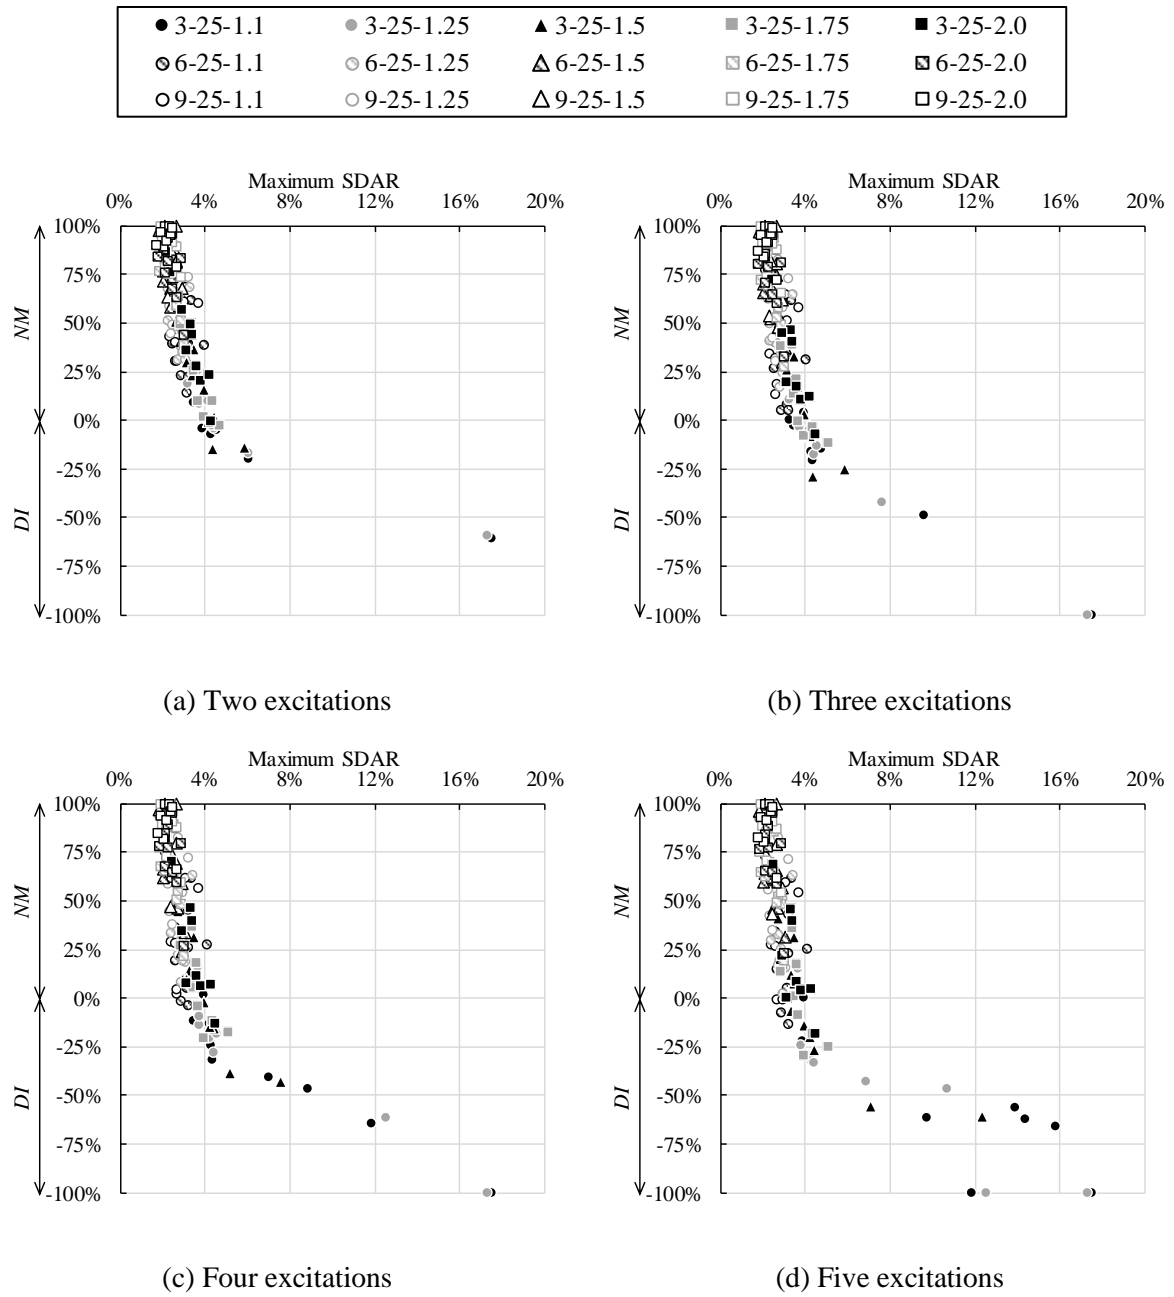 3-25-1.1 3-25-1.25 3-25-1.5 3-25-1.75 3-25-2.0
6-25-1.1 6-25-1.25 6-25-1.5 6-25-1.75 6-25-2.0
9-25-1.1 9-25-1.25 9-25-1.5 9-25-1.75 9-25-2.0
Maximum SDAR
0% 4% 8% 12% 16% 20%
100%
75%
50%
25%
0%
-25%
-50%
-75%
-100%
NM
DI
(a) Two excitations
Maximum SDAR
0% 4% 8% 12% 16% 20%
100%
75%
50%
25%
0%
-25%
-50%
-75%
-100%
NM
DI
(b) Three excitations
Maximum SDAR
0% 4% 8% 12% 16% 20%
100%
75%
50%
25%
0%
-25%
-50%
-75%
-100%
NM
DI
(c) Four excitations
Maximum SDAR
0% 4% 8% 12% 16% 20%
100%
75%
50%
25%
0%
-25%
-50%
-75%
-100%
NM
DI
(d) Five excitations